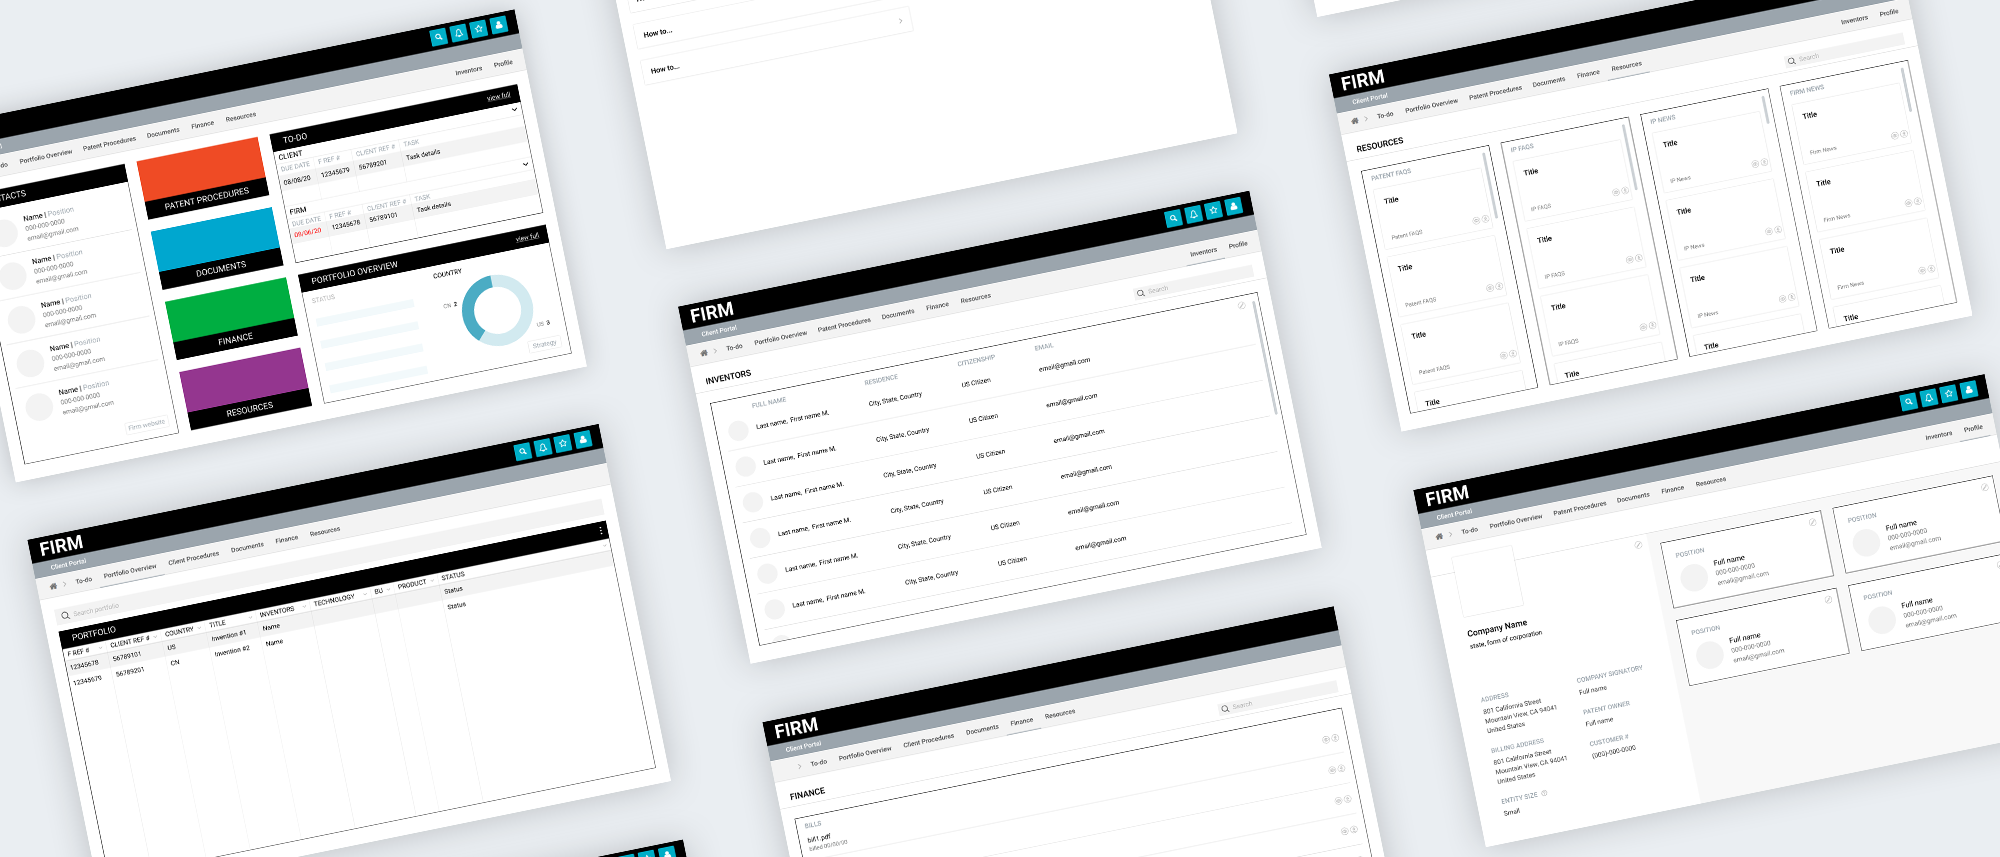 Inventors Profile
To-do Portfolio Overview Patent Procedures Documents Finance Resources
Name | Position
000-000-0000
email@gmail.com
Name | Position
000-000-0000
email@gmail.com
Name | Position
000-000-0000
email@gmail.com
Name | Position
000-000-0000
email@gmail.com
Name | Position
000-000-0000
email@gmail.com
Firm website
PATENT PROCEDURES
DOCUMENTS
FINANCE
RESOURCES
TO-DO view full
CLIENT
DUE DATE F REF # CLIENT REF # TASK
08/08/20 12345679 56789201 Task details
FIRM
DUE DATE F REF # CLIENT REF # TASK
08/06/20 12345678 56789101 Task details
PORTFOLIO OVERVIEW view full
STATUS COUNTRY
CN 2
US 3
Strategy
How to...
How to...
FIRM
Client Portal
Inventors Profile
To-do Portfolio Overview Patent Procedures Documents Finance Resources
Search
RESOURCES
PATENT FAQS
Title
Patent FAQS
Title
Patent FAQS
Title
Patent FAQS
Title
IP FAQS
Title
IP FAQS
Title
IP FAQS
Title
IP FAQS
Title
IP NEWS
Title
IP News
Title
IP News
Title
IP News
Title
FIRM NEWS
Title
Firm News
Title
Firm News
Title
Firm News
Title
FIRM
Client Portal
Inventors Profile
To-do Portfolio Overview Patent Procedures Documents Finance Resources
Search
INVENTORS
FULL NAME RESIDENCE CITIZENSHIP EMAIL
Last name, First name M. City, State, Country US Citizen email@gmail.com
Last name, First name M. City, State, Country US Citizen email@gmail.com
Last name, First name M. City, State, Country US Citizen email@gmail.com
Last name, First name M. City, State, Country US Citizen email@gmail.com
Last name, First name M. City, State, Country US Citizen email@gmail.com
Last name, First name M. City, State, Country US Citizen email@gmail.com
FIRM
Client Portal
To-do Portfolio Overview Client Procedures Documents Finance Resources
Search portfolio
PORTFOLIO
F REF # CLIENT REF # COUNTRY TITLE INVENTORS TECHNOLOGY BU PRODUCT STATUS
12345678 56789101 US Invention #1 Name Status
12345679 56789201 CN Invention #2 Name Status
FIRM
Client Portal
To-do Portfolio Overview Client Procedures Documents Finance Resources
Search
FINANCE
BILLS
bill1.pdf
billed 00/00/00
FIRM
Client Portal
Inventors Profile
To-do Portfolio Overview Patent Procedures Documents Finance Resources
Company Name
state, form of corporation
ADDRESS
801 California Street
Mountain View, CA 94041
United States
BILLING ADDRESS
801 California Street
Mountain View, CA 94041
United States
ENTITY SIZE
Small
COMPANY SIGNATORY
Full name
PATENT OWNER
Full name
CUSTOMER #
(000)-000-0000
POSITION
Full name
000-000-0000
email@gmail.com
POSITION
Full name
000-000-0000
email@gmail.com
POSITION
Full name
000-000-0000
email@gmail.com
POSITION
Full name
000-000-0000
email@gmail.com